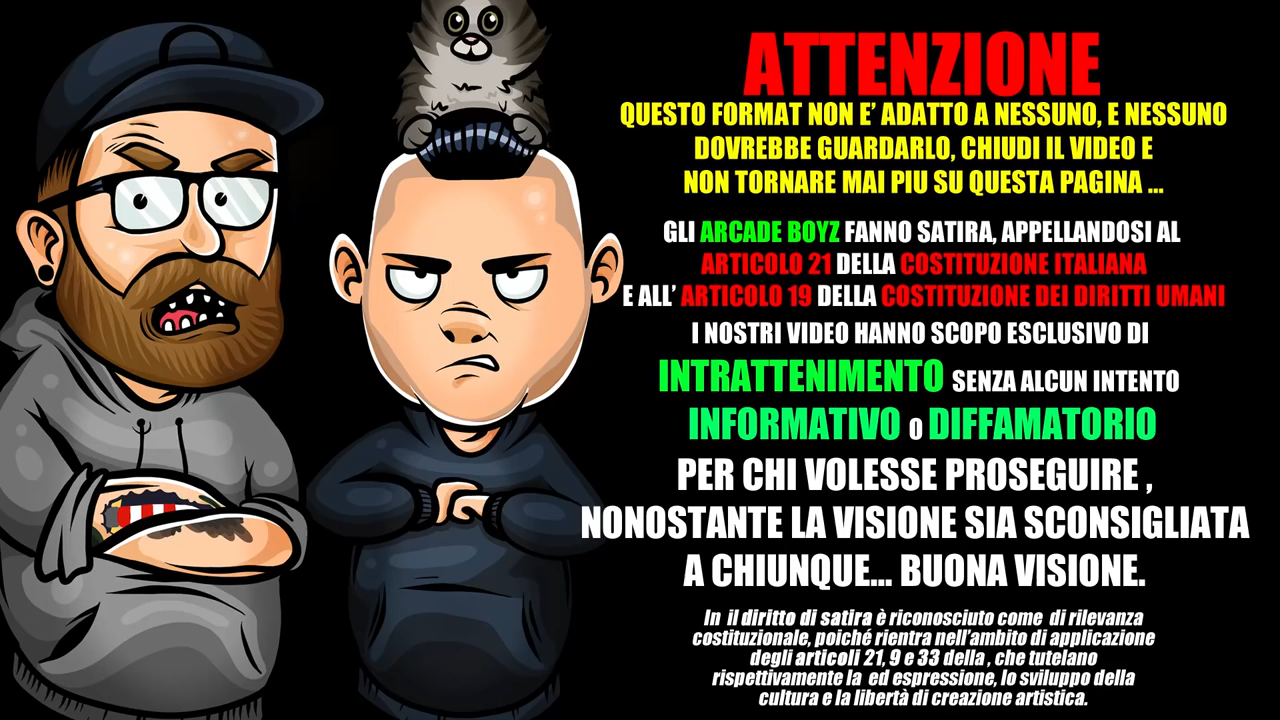 ATTENZIONE
QUESTO FORMAT NON E' ADATTO A NESSUNO, E NESSUNO
DOVREBBE GUARDARLO, CHIUDI IL VIDEO E
NON TORNARE MAI PIU SU QUESTA PAGINA ...
GLI ARCADE BOYZ FANNO SATIRA, APPELLANDOSI AL
ARTICOLO 21 DELLA COSTITUZIONE ITALIANA
E ALL' ARTICOLO 19 DELLA COSTITUZIONE DEI DIRITTI UMANI
I NOSTRI VIDEO HANNO SCOPO ESCLUSIVO DI
INTRATTENIMENTO SENZA ALCUN INTENTO
INFORMATIVO O DIFFAMATORIO
PER CHI VOLESSE PROSEGUIRE ,
NONOSTANTE LA VISIONE SIA SCONSIGLIATA
A CHIUNQUE... BUONA VISIONE.
In il diritto di satira è riconosciuto come di rilevanza
costituzionale, poiché rientra nell'ambito di applicazione
degli articoli 21, 9 e 33 della , che tutelano
rispettivamente la ed espressione, lo sviluppo della
cultura e la libertà di creazione artistica.